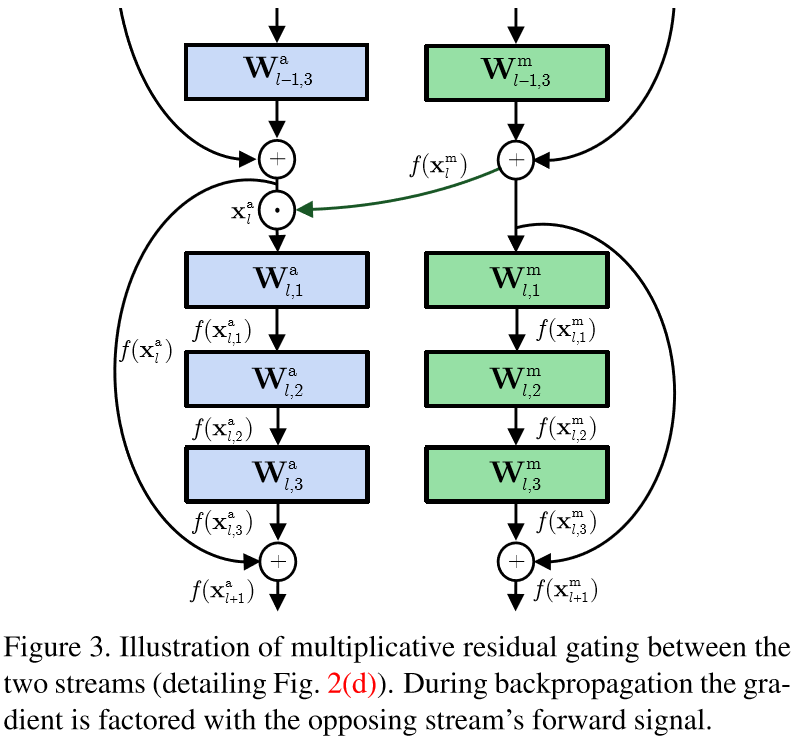 W^a_{l−1,3} W^m_{l−1,3}
+ f(x^m_l) +
x^a_l ·
W^a_{l,1} W^m_{l,1}
f(x^a_l) f(x^a_{l,1}) f(x^m_{l,1})
W^a_{l,2} W^m_{l,2}
f(x^a_{l,2}) f(x^m_{l,2})
W^a_{l,3} W^m_{l,3}
f(x^a_{l,3}) f(x^m_{l,3})
+ +
f(x^a_{l+1}) f(x^m_{l+1})
Figure 3. Illustration of multiplicative residual gating between the
two streams (detailing Fig. 2(d)). During backpropagation the gra-
dient is factored with the opposing stream's forward signal.